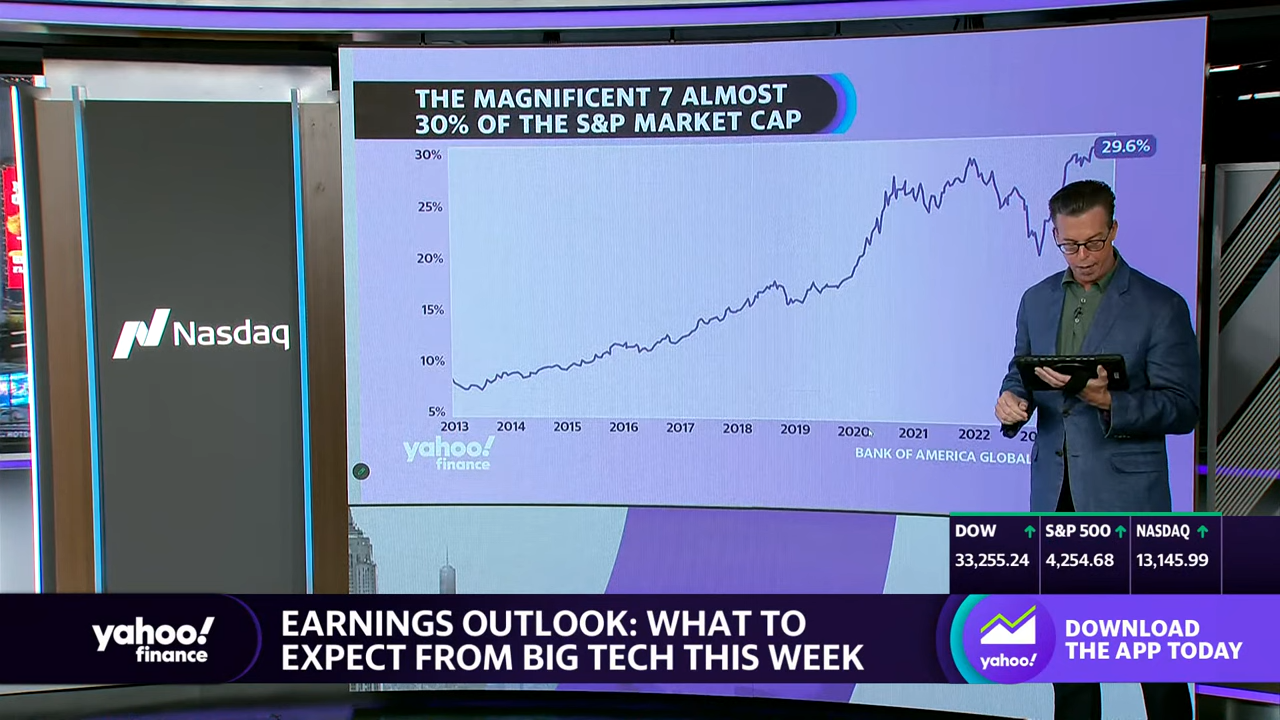 THE MAGNIFICENT 7 ALMOST
30% OF THE S&P MARKET CAP
29.6%
30%
25%
20%
15%
10%
5%
2013 2014 2015 2016 2017 2018 2019 2020 2021 2022
yahoo!
finance
BANK OF AMERICA GLOBAL
Nasdaq
DOW S&P 500 NASDAQ
33,255.24 4,254.68 13,145.99
yahoo!
finance
EARNINGS OUTLOOK: WHAT TO
EXPECT FROM BIG TECH THIS WEEK
yahoo!
DOWNLOAD
THE APP TODAY